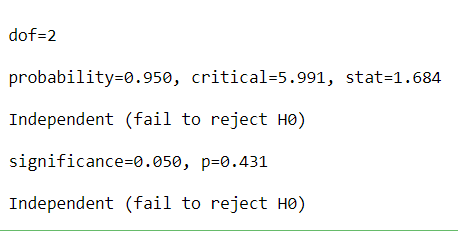 dof=2
probability=0.950, critical=5.991, stat=1.684
Independent (fail to reject H0)
significance=0.050, p=0.431
Independent (fail to reject H0)